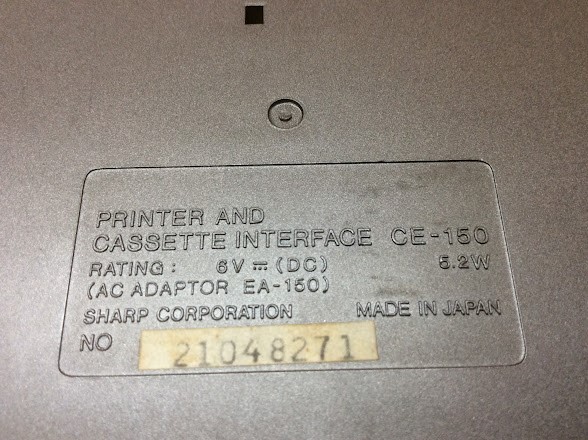 PRINTER AND
CASSETTE INTERFACE CE-150
RATING: 6V ⎓ (DC) 5.2W
(AC ADAPTOR EA-150)
SHARP CORPORATION MADE IN JAPAN
NO 21048271